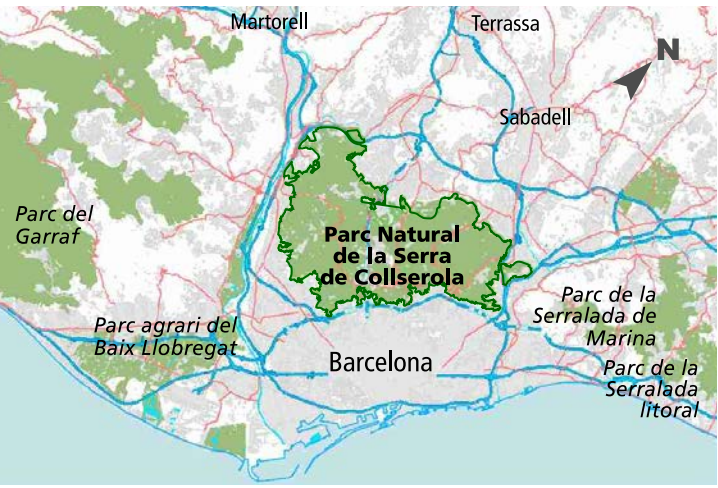 Martorell
Terrassa
N
Sabadell
Parc del
Garraf
Parc Natural
de la Serra
de Collserola
Parc de la
Serralada de
Marina
Parc agrari del
Baix Llobregat
Barcelona
Parc de la
Serralada
litoral